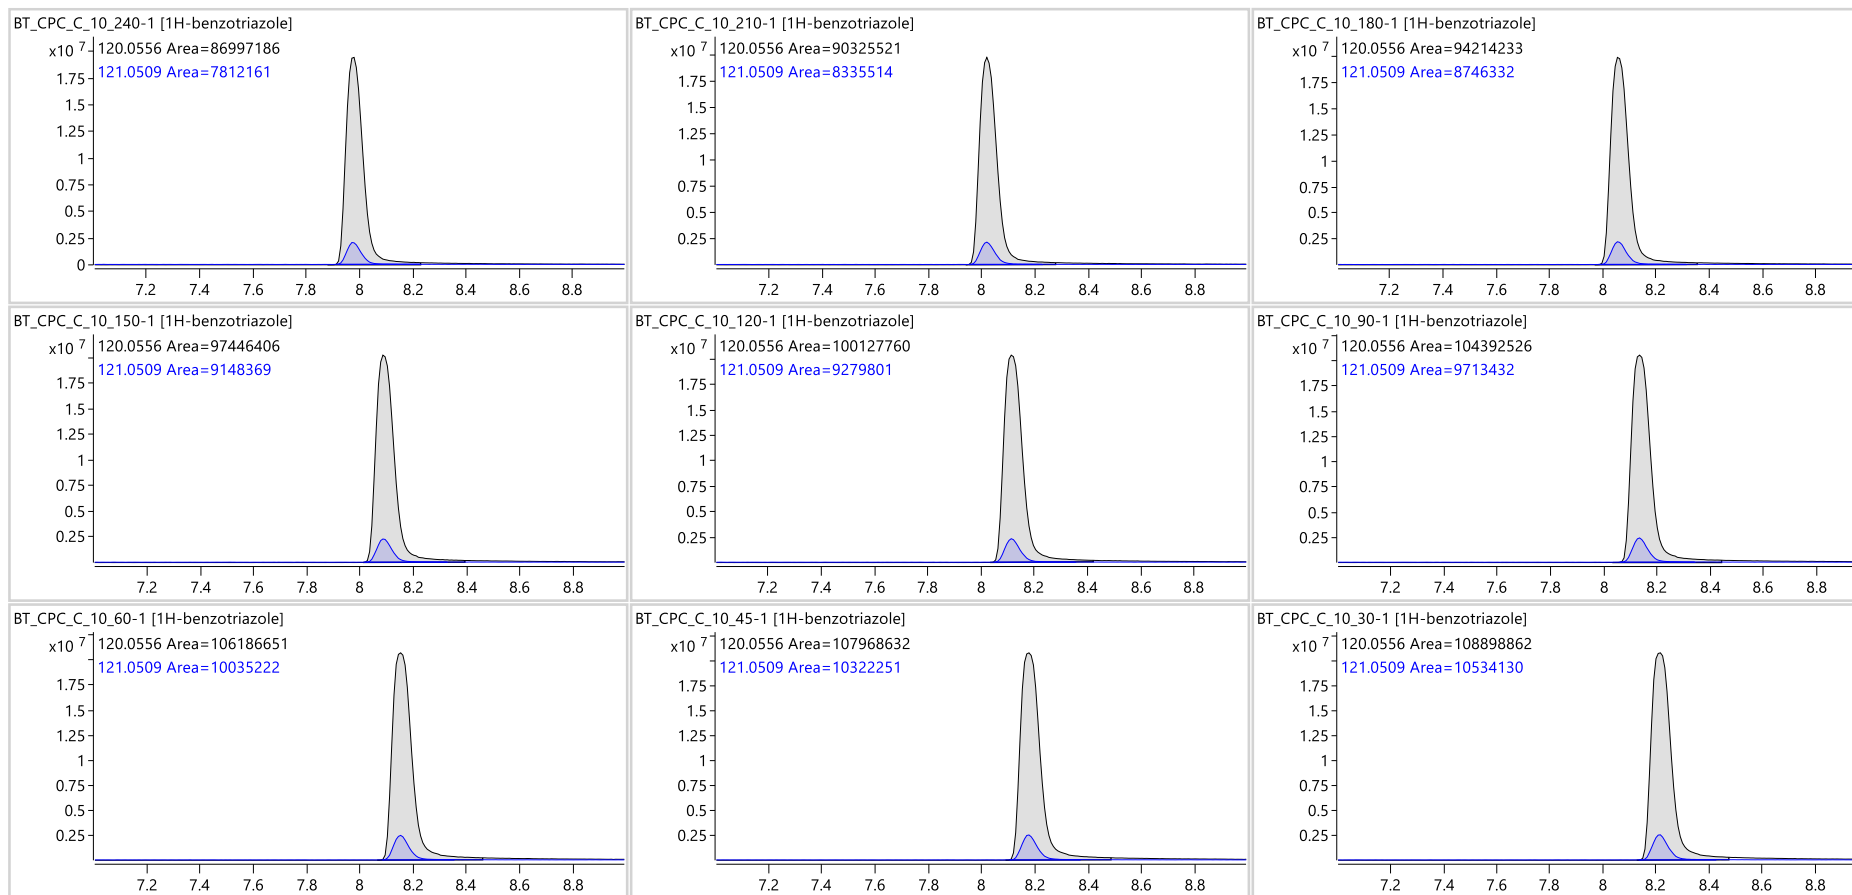 BT_CPC_C_10_240-1 [1H-benzotriazole]
x10 7
120.0556 Area=86997186
121.0509 Area=7812161
1.75
1.5
1.25
1
0.75
0.5
0.25
0
7.2 7.4 7.6 7.8 8 8.2 8.4 8.6 8.8
BT_CPC_C_10_210-1 [1H-benzotriazole]
x10 7
120.0556 Area=90325521
121.0509 Area=8335514
1.75
1.5
1.25
1
0.75
0.5
0.25
7.2 7.4 7.6 7.8 8 8.2 8.4 8.6 8.8
BT_CPC_C_10_180-1 [1H-benzotriazole]
x10 7
120.0556 Area=94214233
121.0509 Area=8746332
1.75
1.5
1.25
1
0.75
0.5
0.25
7.2 7.4 7.6 7.8 8 8.2 8.4 8.6 8.8
BT_CPC_C_10_150-1 [1H-benzotriazole]
x10 7
120.0556 Area=97446406
121.0509 Area=9148369
1.75
1.5
1.25
1
0.75
0.5
0.25
7.2 7.4 7.6 7.8 8 8.2 8.4 8.6 8.8
BT_CPC_C_10_120-1 [1H-benzotriazole]
x10 7
120.0556 Area=100127760
121.0509 Area=9279801
1.75
1.5
1.25
1
0.75
0.5
0.25
7.2 7.4 7.6 7.8 8 8.2 8.4 8.6 8.8
BT_CPC_C_10_90-1 [1H-benzotriazole]
x10 7
120.0556 Area=104392526
121.0509 Area=9713432
1.75
1.5
1.25
1
0.75
0.5
0.25
7.2 7.4 7.6 7.8 8 8.2 8.4 8.6 8.8
BT_CPC_C_10_60-1 [1H-benzotriazole]
x10 7
120.0556 Area=106186651
121.0509 Area=10035222
1.75
1.5
1.25
1
0.75
0.5
0.25
7.2 7.4 7.6 7.8 8 8.2 8.4 8.6 8.8
BT_CPC_C_10_45-1 [1H-benzotriazole]
x10 7
120.0556 Area=107968632
121.0509 Area=10322251
1.75
1.5
1.25
1
0.75
0.5
0.25
7.2 7.4 7.6 7.8 8 8.2 8.4 8.6 8.8
BT_CPC_C_10_30-1 [1H-benzotriazole]
x10 7
120.0556 Area=108898862
121.0509 Area=10534130
1.75
1.5
1.25
1
0.75
0.5
0.25
7.2 7.4 7.6 7.8 8 8.2 8.4 8.6 8.8